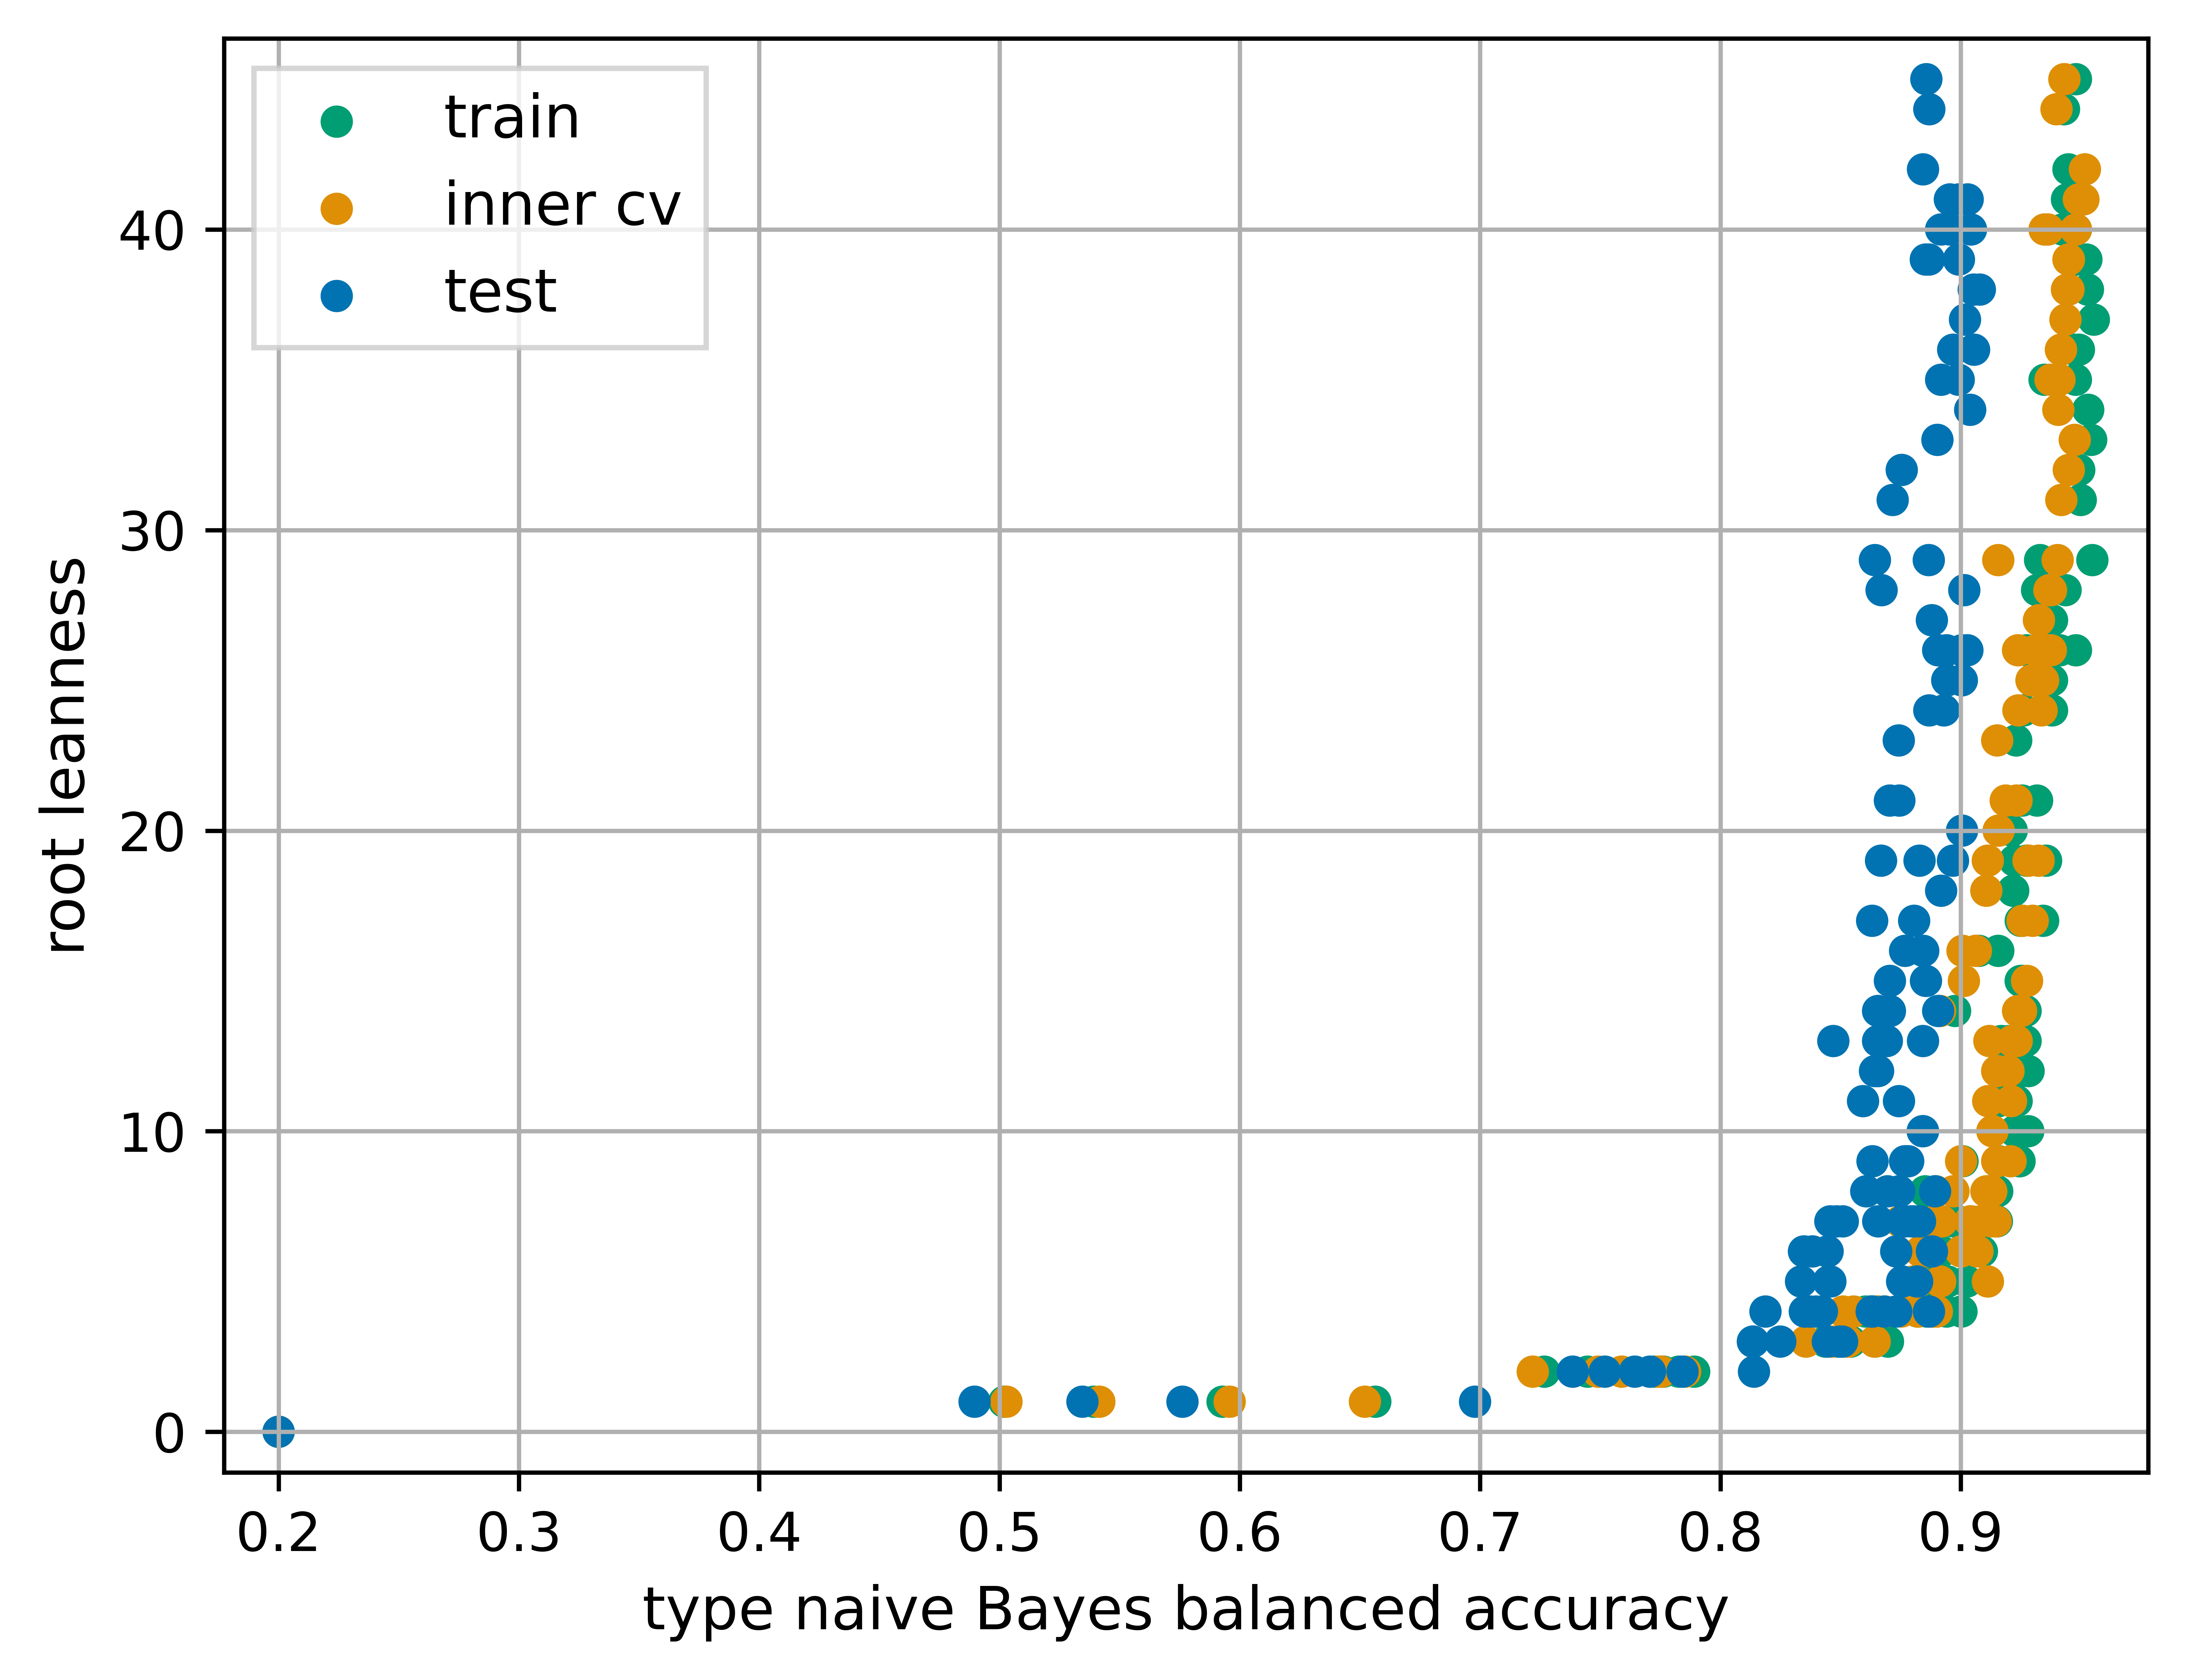 train
inner cv
test
40
30
20
10
0
root leanness
0.2 0.3 0.4 0.5 0.6 0.7 0.8 0.9
type naive Bayes balanced accuracy